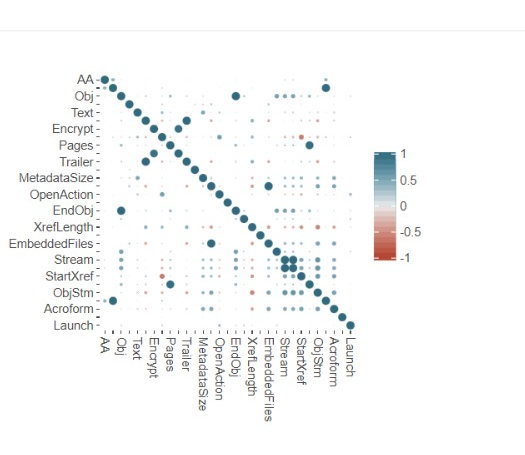 AA
Obj
Text
Encrypt
Pages
Trailer
MetadataSize
OpenAction
EndObj
XrefLength
EmbeddedFiles
Stream
StartXref
ObjStm
Acroform
Launch
1
0.5
0
-0.5
-1
AA
Obj
Text
Encrypt
Pages
Trailer
MetadataSize
OpenAction
EndObj
XrefLength
EmbeddedFiles
Stream
StartXref
ObjStm
Acroform
Launch